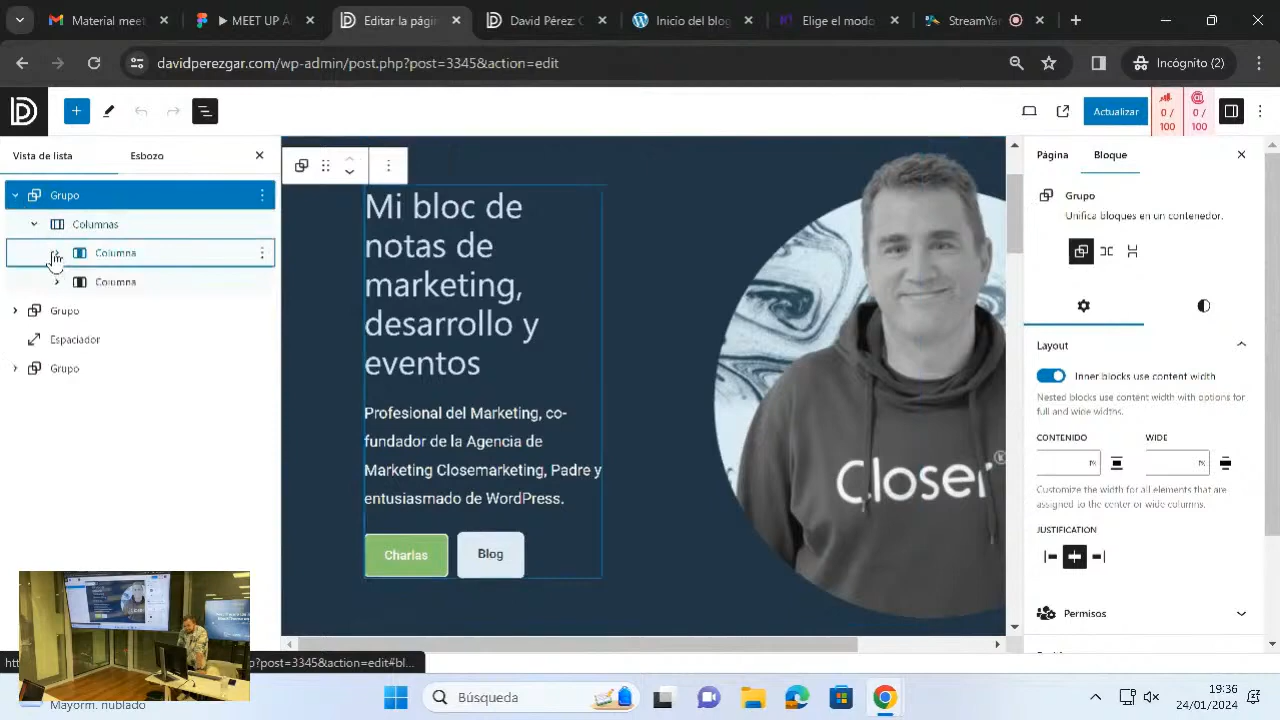 Material meet
MEET UP A
Editar la págin
David Pérez: C
Inicio del blog
Elige el modo
StreamYar
davidperezgar.com/wp-admin/post.php?post=3345&action=edit
Incógnito (2)
Actualizar
0 /
100
0 /
100
Vista de lista
Esbozo
Grupo
Columnas
Columna
Columna
Grupo
Espaciador
Grupo
Mi bloc de
notas de
marketing,
desarrollo y
eventos
Profesional del Marketing, co-
fundador de la Agencia de
Marketing Closemarketing, Padre y
entusiasmado de WordPress.
Charlas
Blog
Closer
Página
Bloque
Grupo
Unifica bloques en un contenedor.
Layout
Inner blocks use content width
Nested blocks use content width with options
for full and wide widths.
CONTENIDO
WIDE
Customize the width for all elements that are
assigned to the center or wide columns.
JUSTIFICATION
Permisos
p?post=3345&action=edit#bl...
Mayorm. nublado
Búsqueda
19:36
24/01/2024